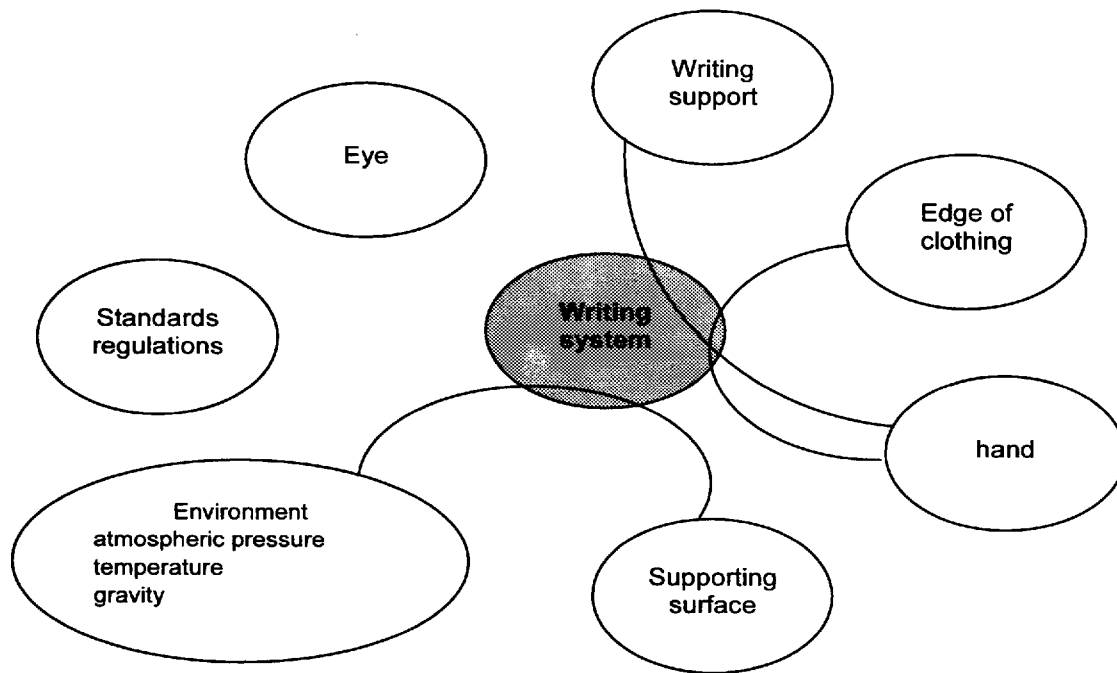 Writing
support
Eye
Edge of
clothing
Writing
system
Standards
regulations
hand
Environment
atmospheric pressure
temperature
gravity
Supporting
surface